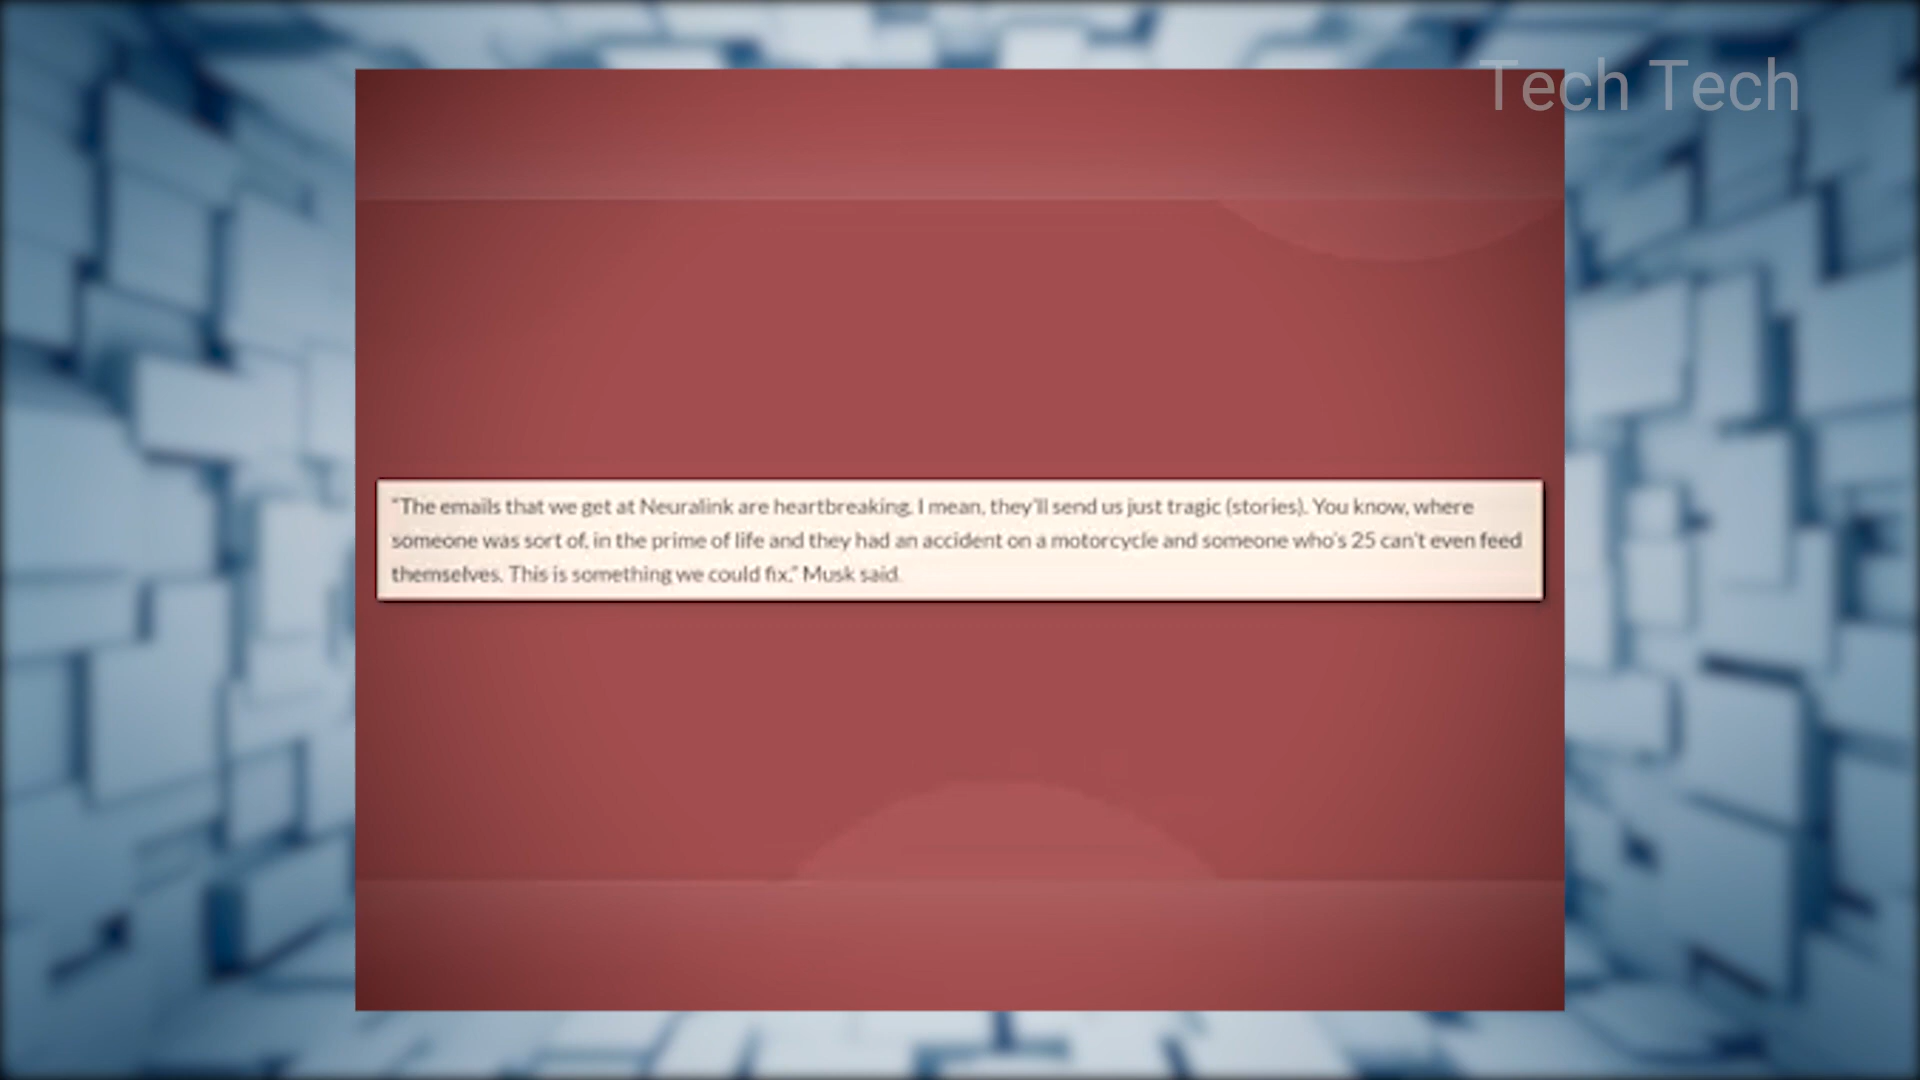 Tech Tech
"The emails that we get at Neuralink are heartbreaking. I mean, they'll send us just tragic (stories). You know, where
someone was sort of, in the prime of life and they had an accident on a motorcycle and someone who's 25 can't even feed
themselves. This is something we could fix," Musk said.